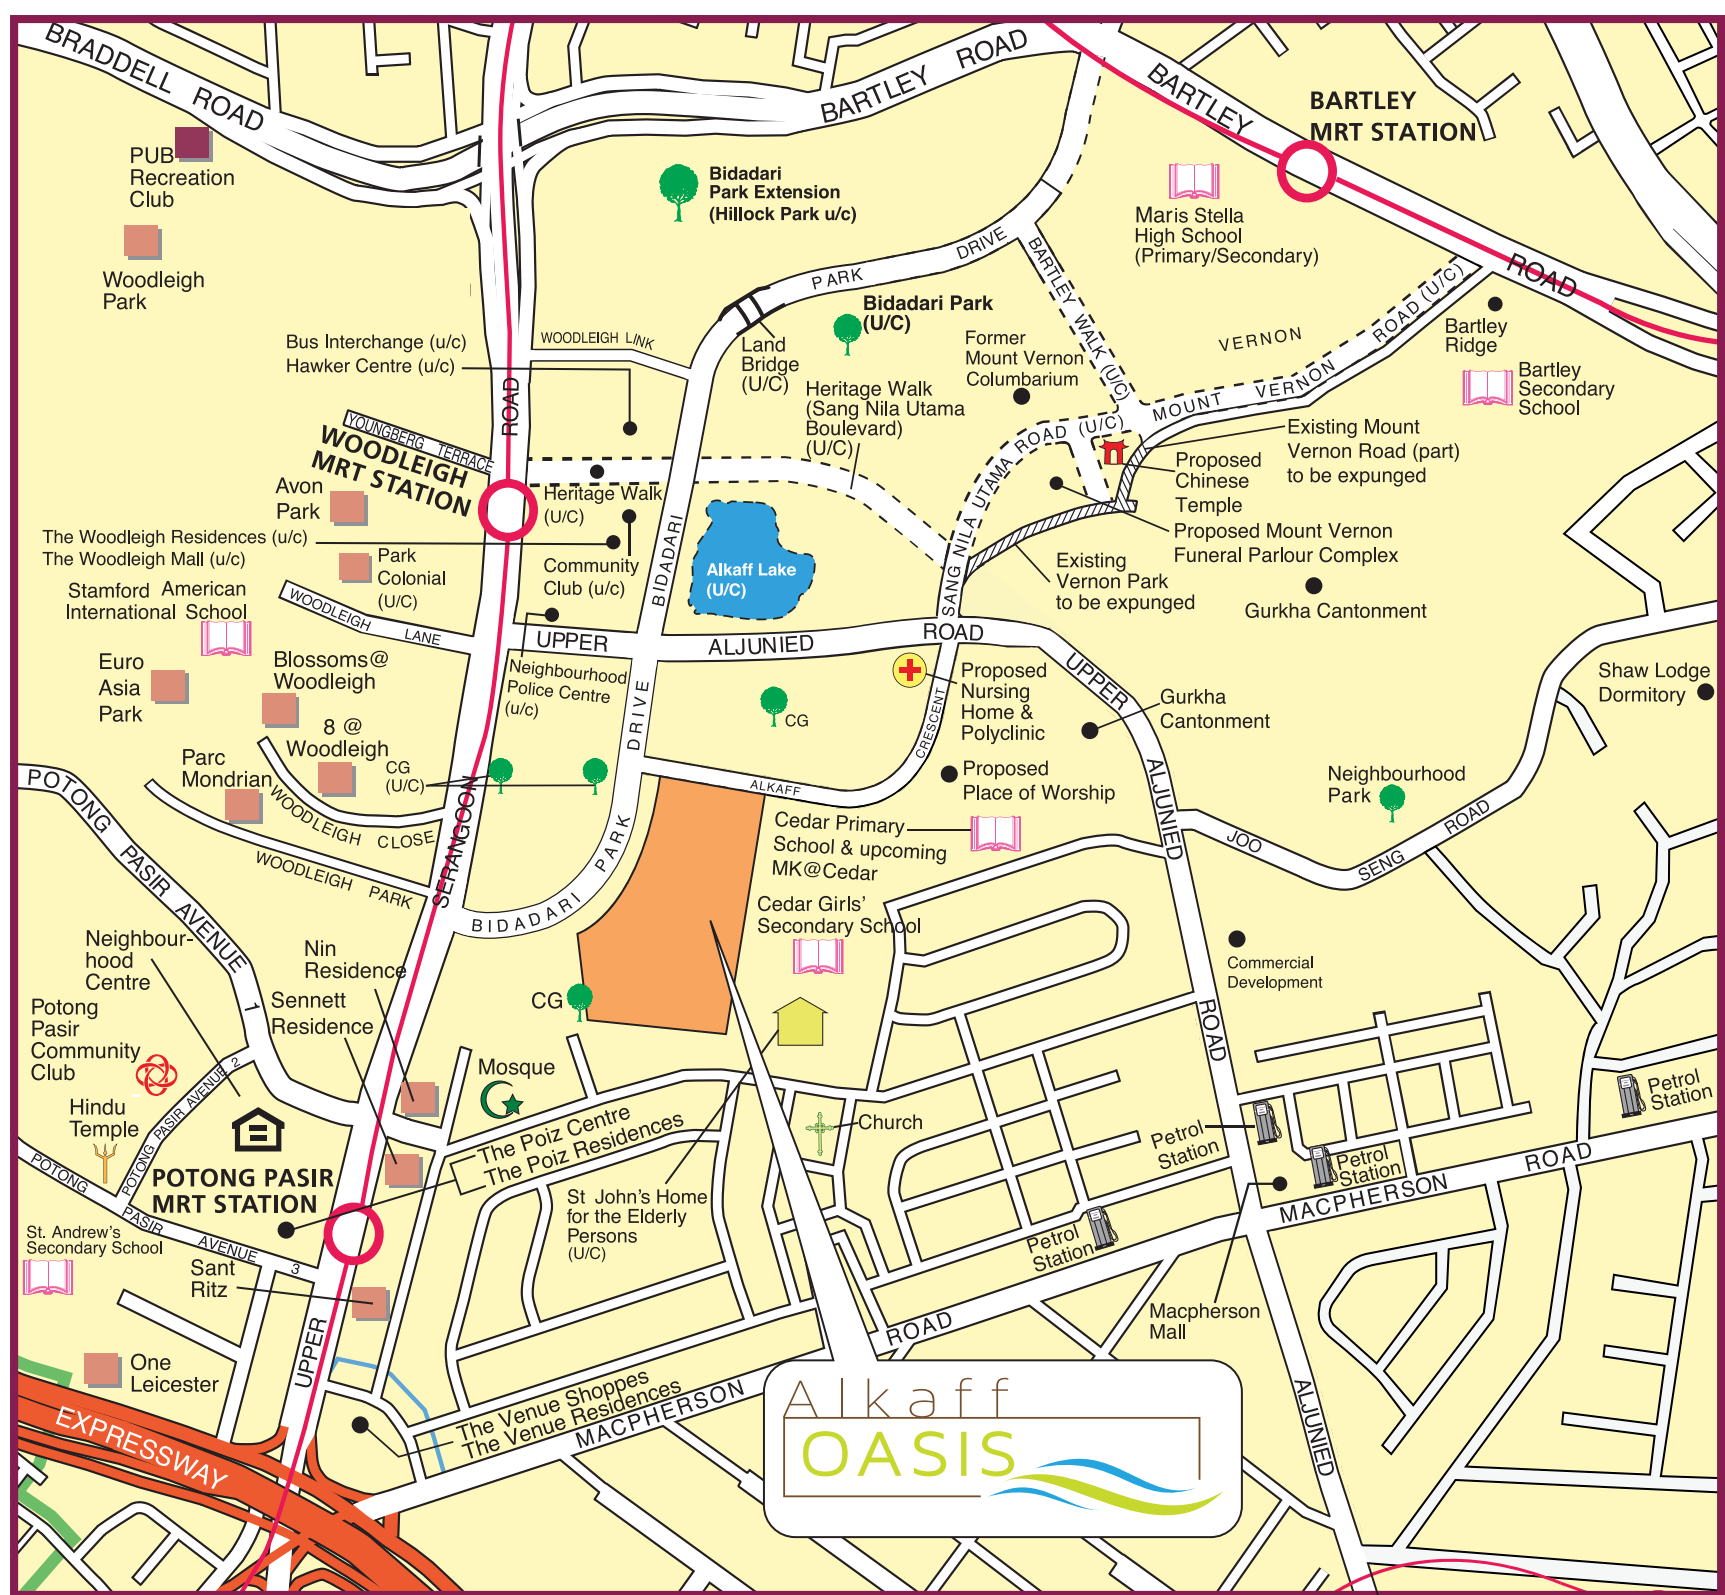 BRADDELL ROAD
BARTLEY ROAD
BARTLEY
ROAD
BARTLEY
MRT STATION
PUB
Recreation
Club
Woodleigh
Park
Bidadari
Park Extension
(Hillock Park u/c)
Maris Stella
High School
(Primary/Secondary)
PARK DRIVE
BARTLEY WALK (U/C)
Bidadari Park
(U/C)
Land
Bridge
(U/C)
Former
Mount Vernon
Columbarium
VERNON
MOUNT VERNON ROAD (U/C)
Bartley
Ridge
Bartley
Secondary
School
Bus Interchange (u/c)
Hawker Centre (u/c)
WOODLEIGH LINK
ROAD
YOUNGBERG TERRACE
WOODLEIGH
MRT STATION
Heritage Walk
(Sang Nila Utama
Boulevard)
(U/C)
SANG NILA UTAMA ROAD (U/C)
Existing Mount
Vernon Road (part)
to be expunged
Proposed
Chinese
Temple
Proposed Mount Vernon
Funeral Parlour Complex
Existing
Vernon Park
to be expunged
Gurkha Cantonment
Avon
Park
Heritage Walk
(U/C)
The Woodleigh Residences (u/c)
The Woodleigh Mall (u/c)
Park
Colonial
(U/C)
Community
Club (u/c)
BIDADARI
Alkaff Lake
(U/C)
Stamford American
International School
WOODLEIGH LANE
UPPER ALJUNIED ROAD
UPPER ALJUNIED ROAD
Neighbourhood
Police Centre
(u/c)
DRIVE
Euro
Asia
Park
Blossoms@
Woodleigh
8 @
Woodleigh
Parc
Mondrian
CG
(U/C)
CG
CRESCENT
ALKAFF
Proposed
Nursing
Home &
Polyclinic
Gurkha
Cantonment
Proposed
Place of Worship
Shaw Lodge
Dormitory
Neighbourhood
Park
JOO SENG ROAD
WOODLEIGH CLOSE
WOODLEIGH PARK
SERANGOON
BIDADARI PARK
POTONG PASIR AVENUE 1
Cedar Primary
School & upcoming
MK@Cedar
Cedar Girls'
Secondary School
Commercial
Development
Neighbour-
hood
Centre
Nin
Residence
Sennett
Residence
Potong
Pasir
Community
Club
CG
Mosque
Hindu
Temple
POTONG PASIR AVENUE 2
POTONG PASIR
MRT STATION
The Poiz Centre
The Poiz Residences
Church
St John's Home
for the Elderly
Persons
(U/C)
Petrol
Station
Petrol
Station
Petrol
Station
Petrol
Station
MACPHERSON ROAD
POTONG PASIR AVENUE 3
St. Andrew's
Secondary School
Sant
Ritz
Macpherson
Mall
UPPER
One
Leicester
EXPRESSWAY
The Venue Shoppes
The Venue Residences
MACPHERSON ROAD
ALJUNIED
Alkaff
OASIS